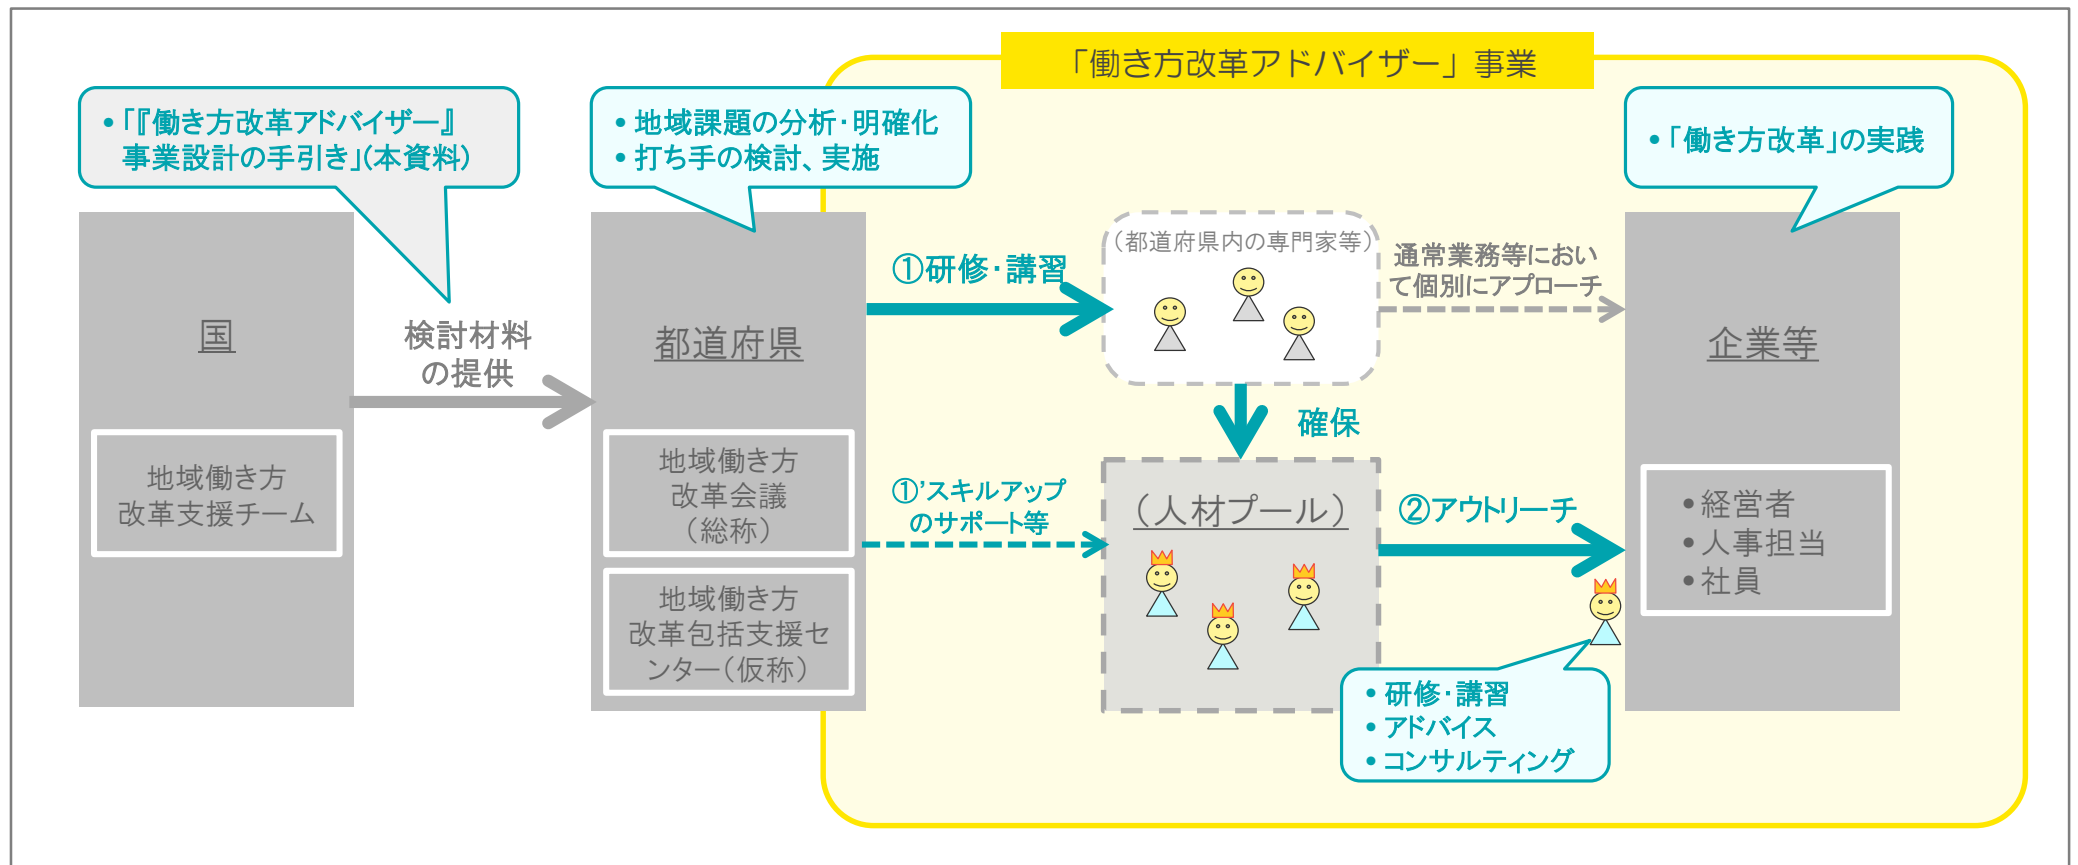 「働き方改革アドバイザー」事業
•「『働き方改革アドバイザー』
事業設計の手引き」(本資料)
• 地域課題の分析・明確化
• 打ち手の検討、実施
•「働き方改革」の実践
国
検討材料
の提供
地域働き方
改革支援チーム
都道府県
地域働き方
改革会議
(総称)
地域働き方
改革包括支援セ
ンター(仮称)
①研修・講習
(都道府県内の専門家等)
通常業務等におい
て個別にアプローチ
確保
①’スキルアップ
のサポート等
(人材プール)
②アウトリーチ
企業等
• 経営者
• 人事担当
• 社員
• 研修・講習
• アドバイス
• コンサルティング